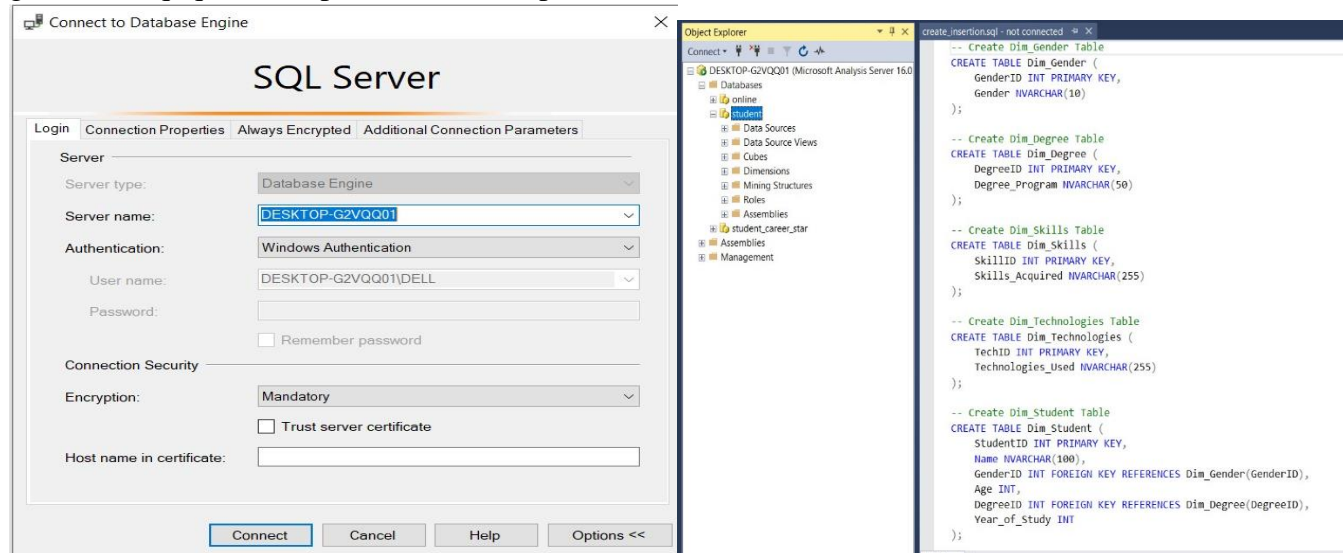 Connect to Database Engine
SQL Server
Login Connection Properties Always Encrypted Additional Connection Parameters
Server
Server type: Database Engine
Server name: DESKTOP-G2VQQ01
Authentication: Windows Authentication
User name: DESKTOP-G2VQQ01\DELL
Password:
Remember password
Connection Security
Encryption: Mandatory
Trust server certificate
Host name in certificate:
Connect Cancel Help Options <<
Object Explorer
Connect
DESKTOP-G2VQQ01 (Microsoft Analysis Server 16.0
Databases
online
student
Data Sources
Data Source Views
Cubes
Dimensions
Mining Structures
Roles
Assemblies
student_career_star
Assemblies
Management
create_insertion.sql - not connected
-- Create Dim_Gender Table
CREATE TABLE Dim_Gender (
GenderID INT PRIMARY KEY,
Gender NVARCHAR(10)
);
-- Create Dim_Degree Table
CREATE TABLE Dim_Degree (
DegreeID INT PRIMARY KEY,
Degree_Program NVARCHAR(50)
);
-- Create Dim_Skills Table
CREATE TABLE Dim_Skills (
SkillID INT PRIMARY KEY,
Skills_Acquired NVARCHAR(255)
);
-- Create Dim_Technologies Table
CREATE TABLE Dim_Technologies (
TechID INT PRIMARY KEY,
Technologies_Used NVARCHAR(255)
);
-- Create Dim_Student Table
CREATE TABLE Dim_Student (
StudentID INT PRIMARY KEY,
Name NVARCHAR(100),
GenderID INT FOREIGN KEY REFERENCES Dim_Gender(GenderID),
Age INT,
DegreeID INT FOREIGN KEY REFERENCES Dim_Degree(DegreeID),
Year_of_Study INT
);